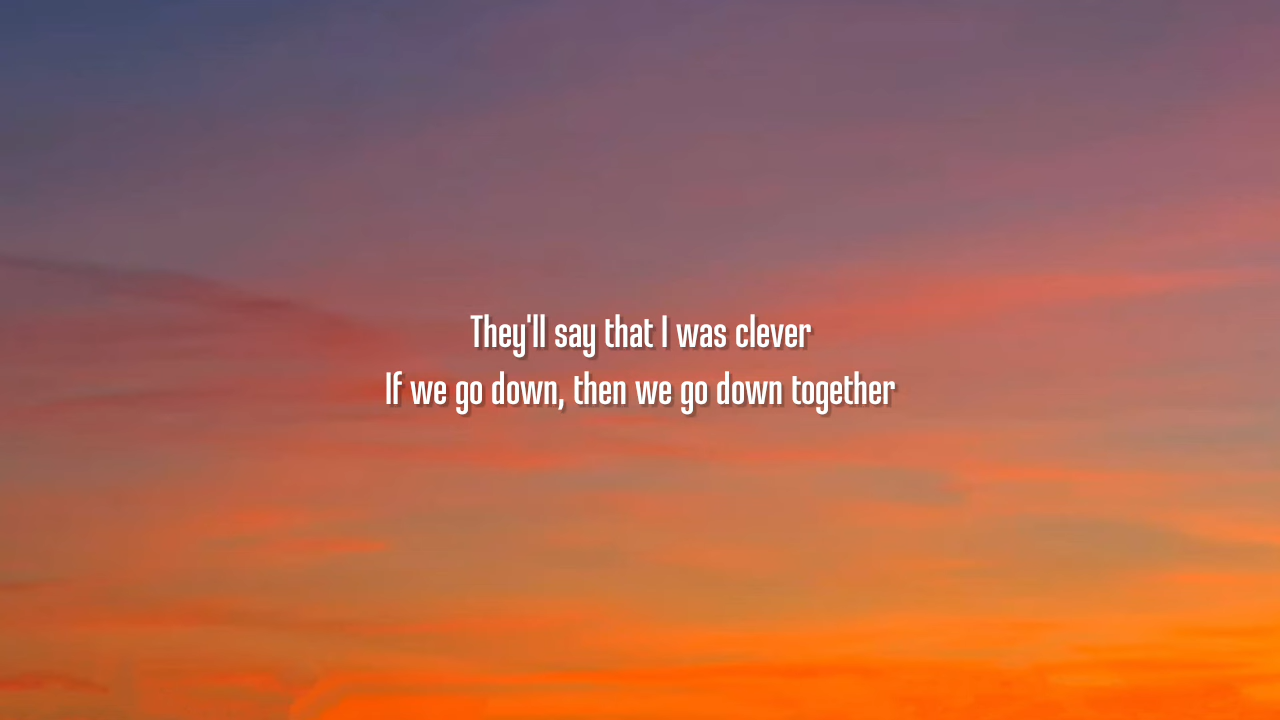 They'll say that I was clever
If we go down, then we go down together